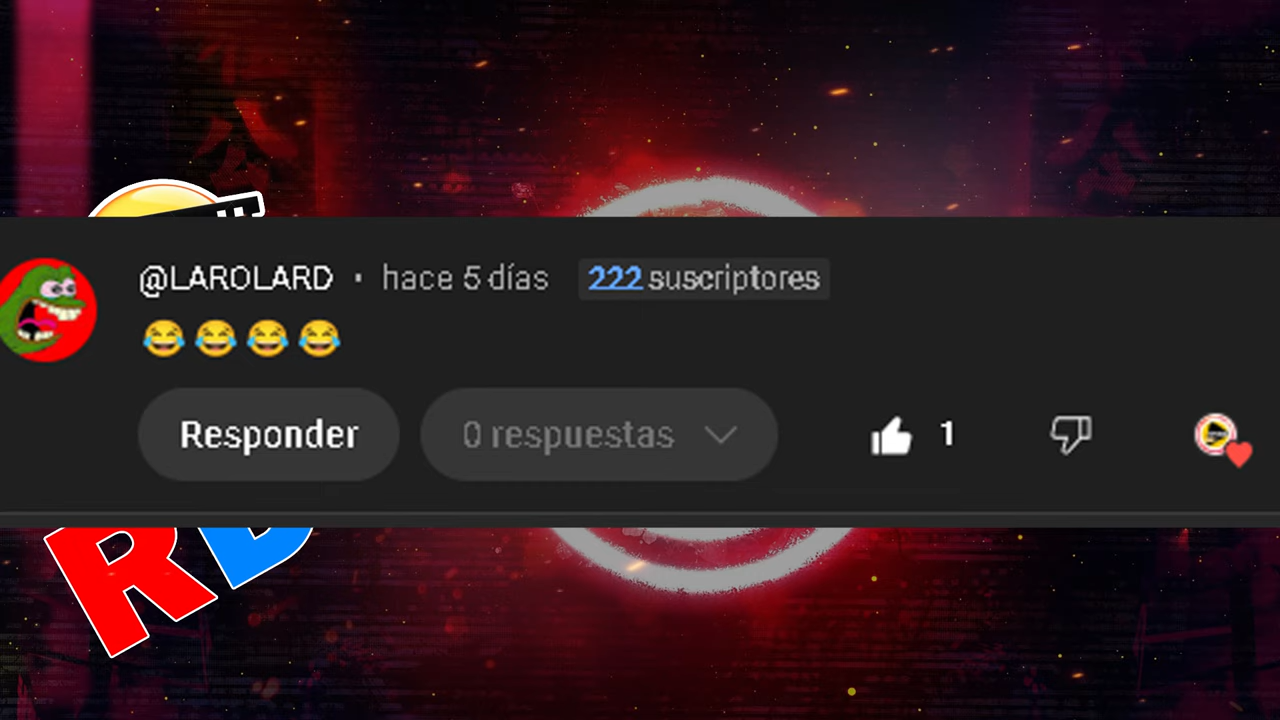 @LAROLARD · hace 5 días 222 suscriptores
😂😂😂😂
Responder 0 respuestas 1
R